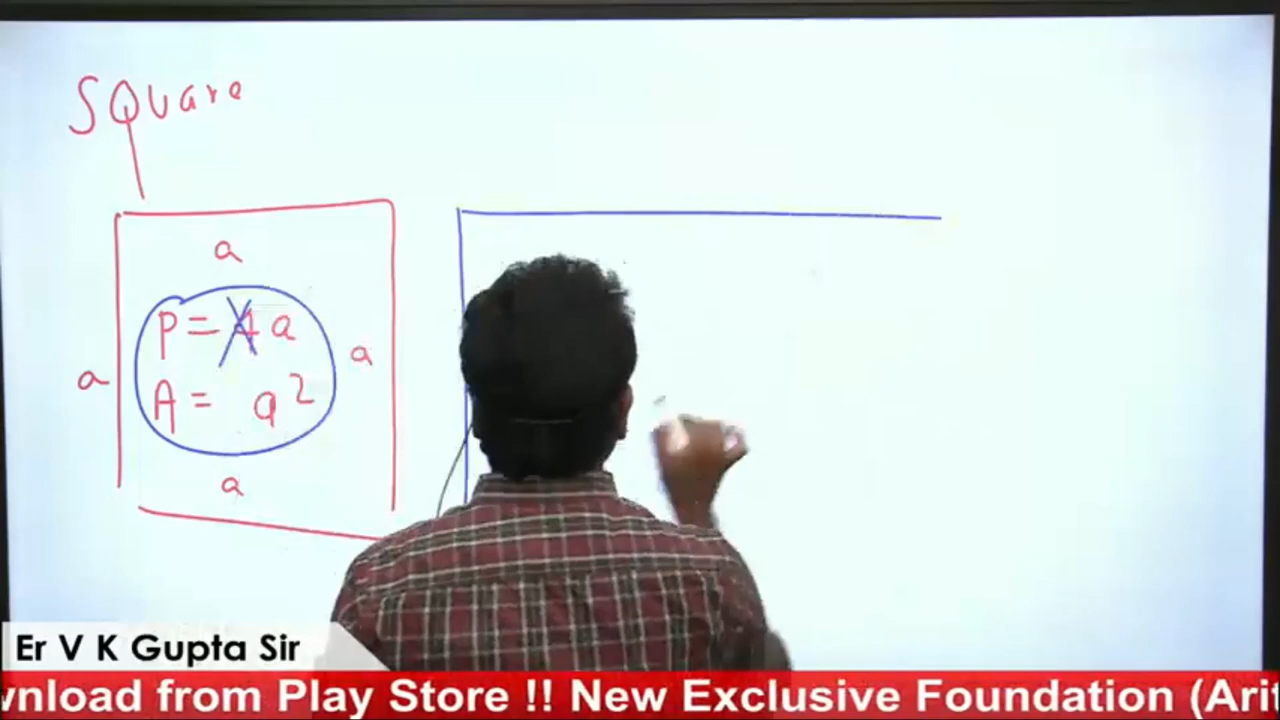 SQUare
a
P = 4a
a
a
A = a²
a
Er V K Gupta Sir
wnload from Play Store !! New Exclusive Foundation (Arit